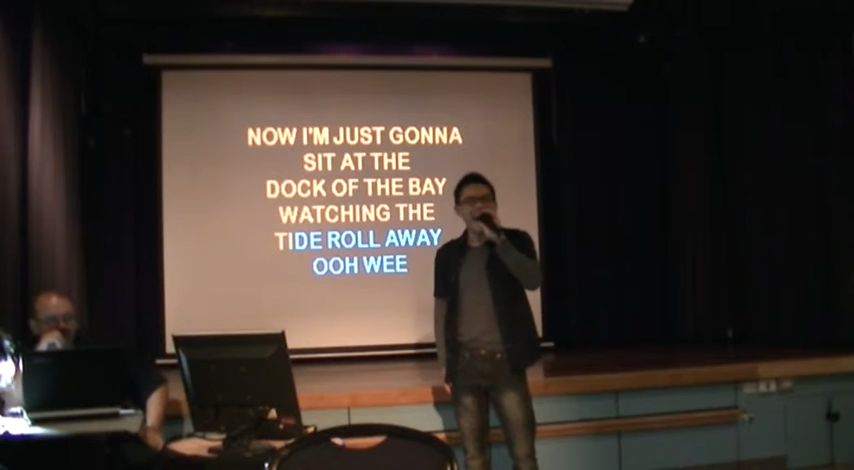 NOW I'M JUST GONNA
SIT AT THE
DOCK OF THE BAY
WATCHING THE
TIDE ROLL AWAY
OOH WEE